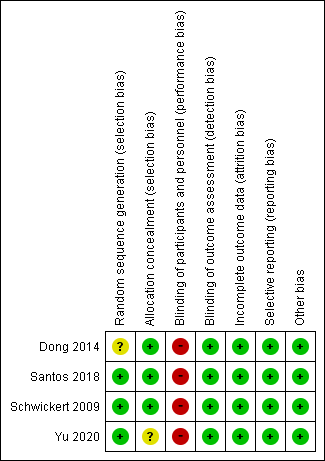 Random sequence generation (selection bias)
Allocation concealment (selection bias)
Blinding of participants and personnel (performance bias)
Blinding of outcome assessment (detection bias)
Incomplete outcome data (attrition bias)
Selective reporting (reporting bias)
Other bias
Dong 2014 ? + - + + + +
Santos 2018 + + - + + + +
Schwickert 2009 + + - + + + +
Yu 2020 + ? - + + + +